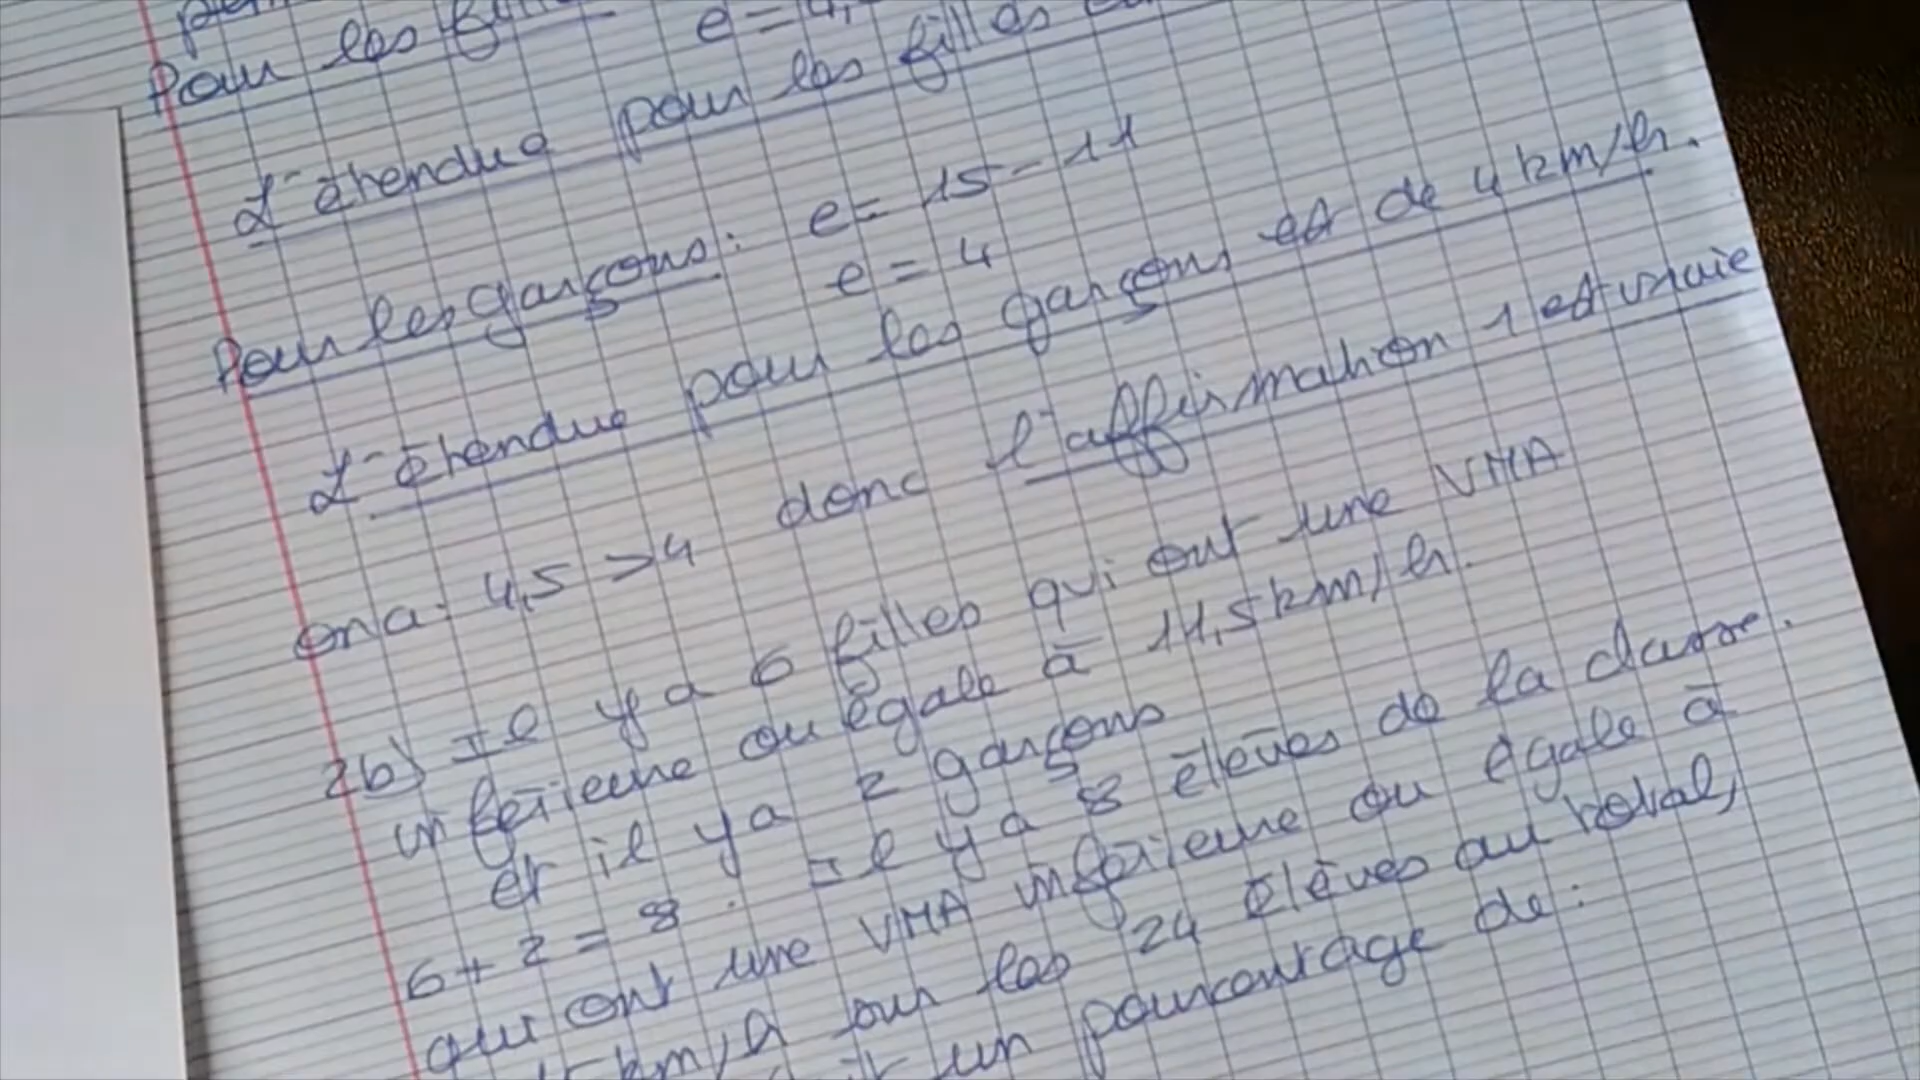 Pour les e = 4,
L'étendue pour les filles
Pour les garçons : e = 15 - 11
e = 4
L'étendue pour les garçons est de 4 km/h.
on a : 4,5 > 4 donc l'affirmation 1 est vraie
2b) Il y a 6 filles qui ont une VMA
inférieure ou égale à 11,5 km/h.
et il y a 2 garçons
6 + 2 = 8. Il y a 8 élèves de la classe.
qui ont une VMA inférieure ou égale à
km/h sur les 24 élèves au total,
un pourcentage de :